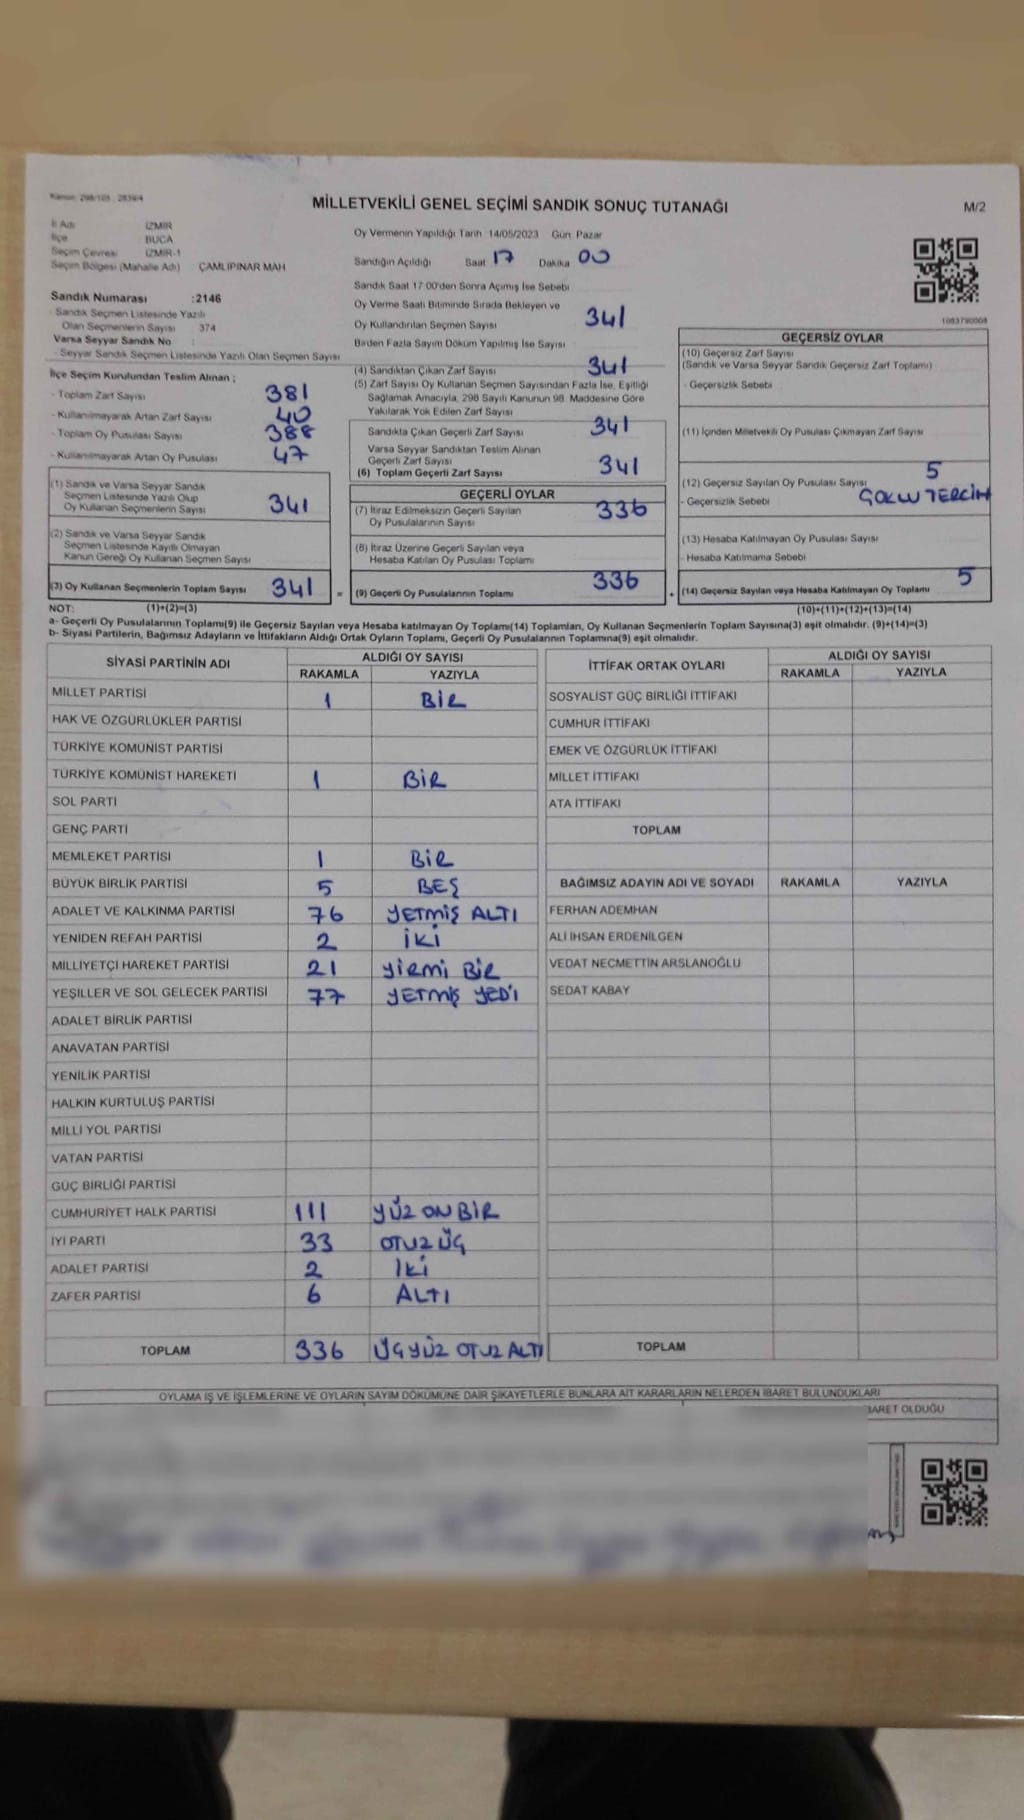 Kanun: 298/105 , 2839/4
MİLLETVEKİLİ GENEL SEÇİMİ SANDIK SONUÇ TUTANAĞI
M/2
İl Adı İZMİR
İlçe BUCA
Seçim Çevresi İZMİR-1
Seçim Bölgesi (Mahalle Adı) ÇAMLIPINAR MAH
Sandık Numarası :2146
- Sandık Seçmen Listesinde Yazılı
Olan Seçmenlerin Sayısı 374
Varsa Seyyar Sandık No :
- Seyyar Sandık Seçmen Listesinde Yazılı Olan Seçmen Sayısı
İlçe Seçim Kurulundan Teslim Alınan ;
- Toplam Zarf Sayısı 381
- Kullanılmayarak Artan Zarf Sayısı 40
- Toplam Oy Pusulası Sayısı 388
- Kullanılmayarak Artan Oy Pusulası 47
(1) Sandık ve Varsa Seyyar Sandık
Seçmen Listesinde Yazılı Olup
Oy Kullanan Seçmenlerin Sayısı 341
(2) Sandık ve Varsa Seyyar Sandık
Seçmen Listesinde Kayıtlı Olmayan
Kanun Gereği Oy Kullanan Seçmen Sayısı
(3) Oy Kullanan Seçmenlerin Toplam Sayısı 341 =
Oy Vermenin Yapıldığı Tarih 14/05/2023 Gün Pazar
Sandığın Açıldığı Saat 17 Dakika 00
Sandık Saat 17:00'den Sonra Açımış İse Sebebi
Oy Verme Saati Bitiminde Sırada Bekleyen ve
Oy Kullandırılan Seçmen Sayısı 341
Birden Fazla Sayım Döküm Yapılmış İse Sayısı
(4) Sandıktan Çıkan Zarf Sayısı 341
(5) Zarf Sayısı Oy Kullanan Seçmen Sayısından Fazla İse, Eşitliği
Sağlamak Amacıyla, 298 Sayılı Kanunun 98. Maddesine Göre
Yakılarak Yok Edilen Zarf Sayısı
Sandıkta Çıkan Geçerli Zarf Sayısı 341
Varsa Seyyar Sandıktan Teslim Alınan
Geçerli Zarf Sayısı
(6) Toplam Geçerli Zarf Sayısı 341
GEÇERLİ OYLAR
(7) İtiraz Edilmeksizin Geçerli Sayılan
Oy Pusulalarının Sayısı 336
(8) İtiraz Üzerine Geçerli Sayılan veya
Hesaba Katılan Oy Pusulası Toplamı
(9) Geçerli Oy Pusulalarının Toplamı 336 +
1083790008
GEÇERSİZ OYLAR
(10) Geçersiz Zarf Sayısı
(Sandık ve Varsa Seyyar Sandık Geçersiz Zarf Toplamı)
- Geçersizlik Sebebi
(11) İçinden Milletvekili Oy Pusulası Çıkmayan Zarf Sayısı
(12) Geçersiz Sayılan Oy Pusulası Sayısı 5
- Geçersizlik Sebebi ÇOKLU TERCİH
(13) Hesaba Katılmayan Oy Pusulası Sayısı
- Hesaba Katılmama Sebebi
(14) Geçersiz Sayılan veya Hesaba Katılmayan Oy Toplamı 5
NOT: (1)+(2)=(3) (10)+(11)+(12)+(13)=(14)
a- Geçerli Oy Pusulalarının Toplamı(9) ile Geçersiz Sayılan veya Hesaba katılmayan Oy Toplamı(14) Toplamları, Oy Kullanan Seçmenlerin Toplam Sayısına(3) eşit olmalıdır. (9)+(14)=(3)
b- Siyasi Partilerin, Bağımsız Adayların ve İttifakların Aldığı Ortak Oyların Toplamı, Geçerli Oy Pusulalarının Toplamına(9) eşit olmalıdır.
SİYASİ PARTİNİN ADI ALDIĞI OY SAYISI
RAKAMLA YAZIYLA
MİLLET PARTİSİ 1 BİR
HAK VE ÖZGÜRLÜKLER PARTİSİ
TÜRKİYE KOMÜNİST PARTİSİ
TÜRKİYE KOMÜNİST HAREKETİ 1 BİR
SOL PARTİ
GENÇ PARTİ
MEMLEKET PARTİSİ 1 BİR
BÜYÜK BİRLİK PARTİSİ 5 BEŞ
ADALET VE KALKINMA PARTİSİ 76 YETMİŞ ALTI
YENİDEN REFAH PARTİSİ 2 İKİ
MİLLİYETÇİ HAREKET PARTİSİ 21 YİRMİ BİR
YEŞİLLER VE SOL GELECEK PARTİSİ 77 YETMİŞ YEDİ
ADALET BİRLİK PARTİSİ
ANAVATAN PARTİSİ
YENİLİK PARTİSİ
HALKIN KURTULUŞ PARTİSİ
MİLLİ YOL PARTİSİ
VATAN PARTİSİ
GÜÇ BİRLİĞİ PARTİSİ
CUMHURİYET HALK PARTİSİ 111 YÜZ ON BİR
İYİ PARTİ 33 OTUZ ÜÇ
ADALET PARTİSİ 2 İKİ
ZAFER PARTİSİ 6 ALTI
TOPLAM 336 ÜÇ YÜZ OTUZ ALTI
İTTİFAK ORTAK OYLARI ALDIĞI OY SAYISI
RAKAMLA YAZIYLA
SOSYALİST GÜÇ BİRLİĞİ İTTİFAKI
CUMHUR İTTİFAKI
EMEK VE ÖZGÜRLÜK İTTİFAKI
MİLLET İTTİFAKI
ATA İTTİFAKI
TOPLAM
BAĞIMSIZ ADAYIN ADI VE SOYADI RAKAMLA YAZIYLA
FERHAN ADEMHAN
ALİ İHSAN ERDENİLGEN
VEDAT NECMETTİN ARSLANOĞLU
SEDAT KABAY
TOPLAM
OYLAMA İŞ VE İŞLEMLERİNE VE OYLARIN SAYIM DÖKÜMÜNE DAİR ŞİKAYETLERLE BUNLARA AİT KARARLARIN NELERDEN İBARET BULUNDUKLARI
BARET OLDUĞU